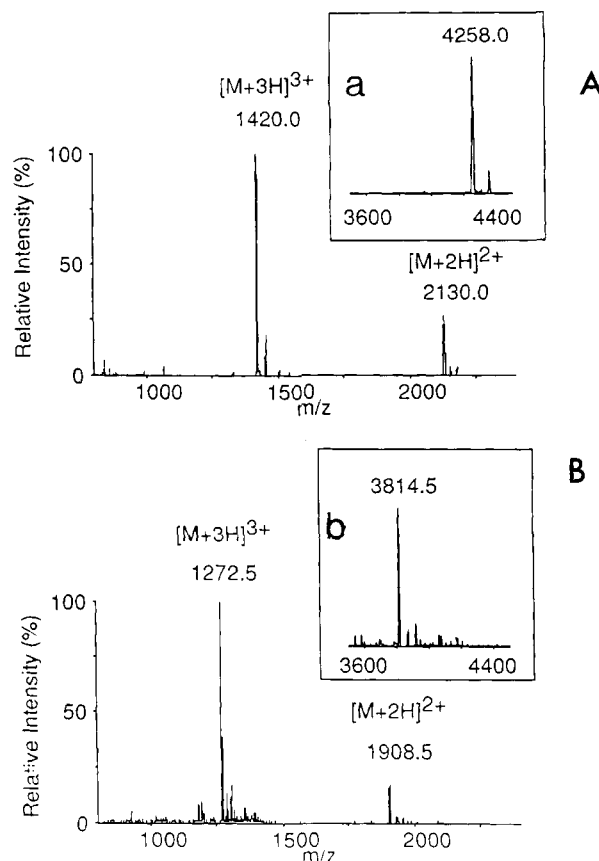 4258.0
A
[M+3H]3+
a
1420.0
100
3600 4400
[M+2H]2+
50
2130.0
Relative Intensity (%)
0
1000 1500 2000
m/z
B
3814.5
[M+3H]3+
b
1272.5
100
3600 4400
[M+2H]2+
50
1908.5
Relative Intensity (%)
0
1000 1500 2000
m/z